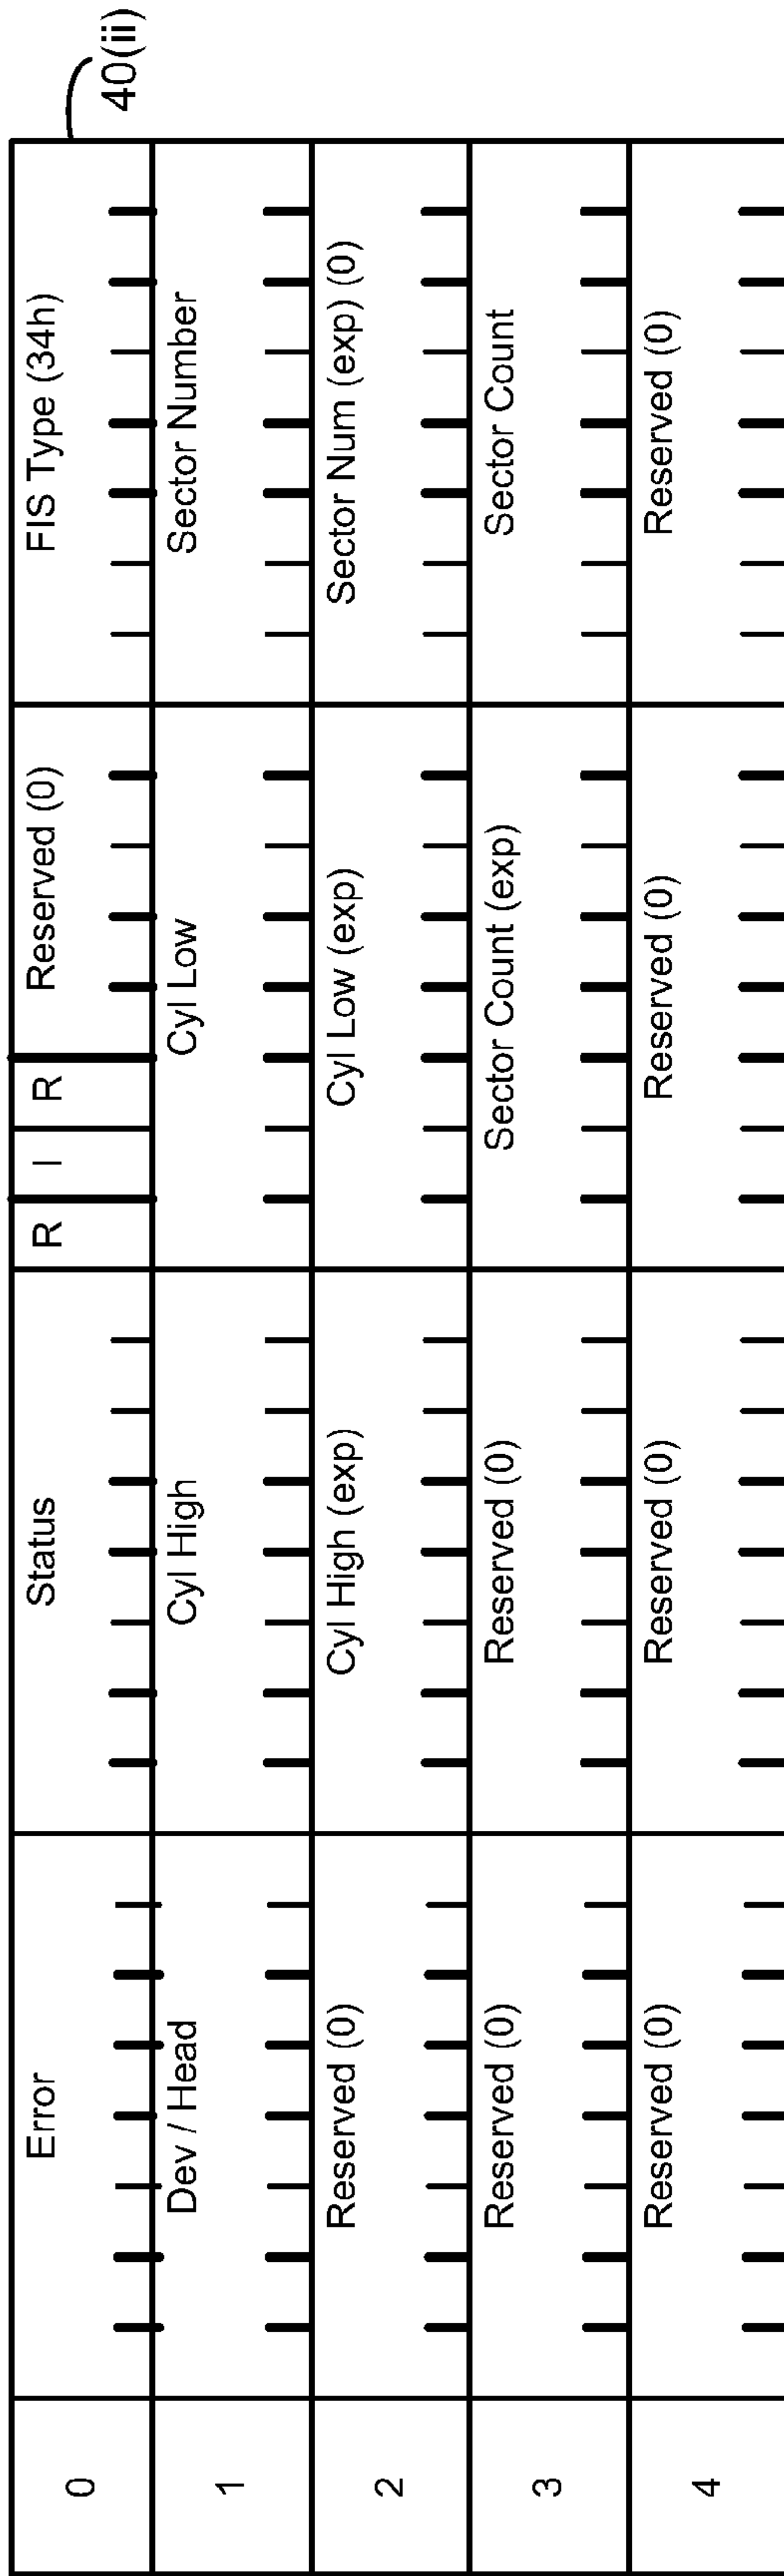 40(ii)
0 Error Status R I R Reserved (0) FIS Type (34h)
1 Dev / Head Cyl High Cyl Low Sector Number
2 Reserved (0) Cyl High (exp) Cyl Low (exp) Sector Num (exp) (0)
3 Reserved (0) Reserved (0) Sector Count (exp) Sector Count
4 Reserved (0) Reserved (0) Reserved (0) Reserved (0)